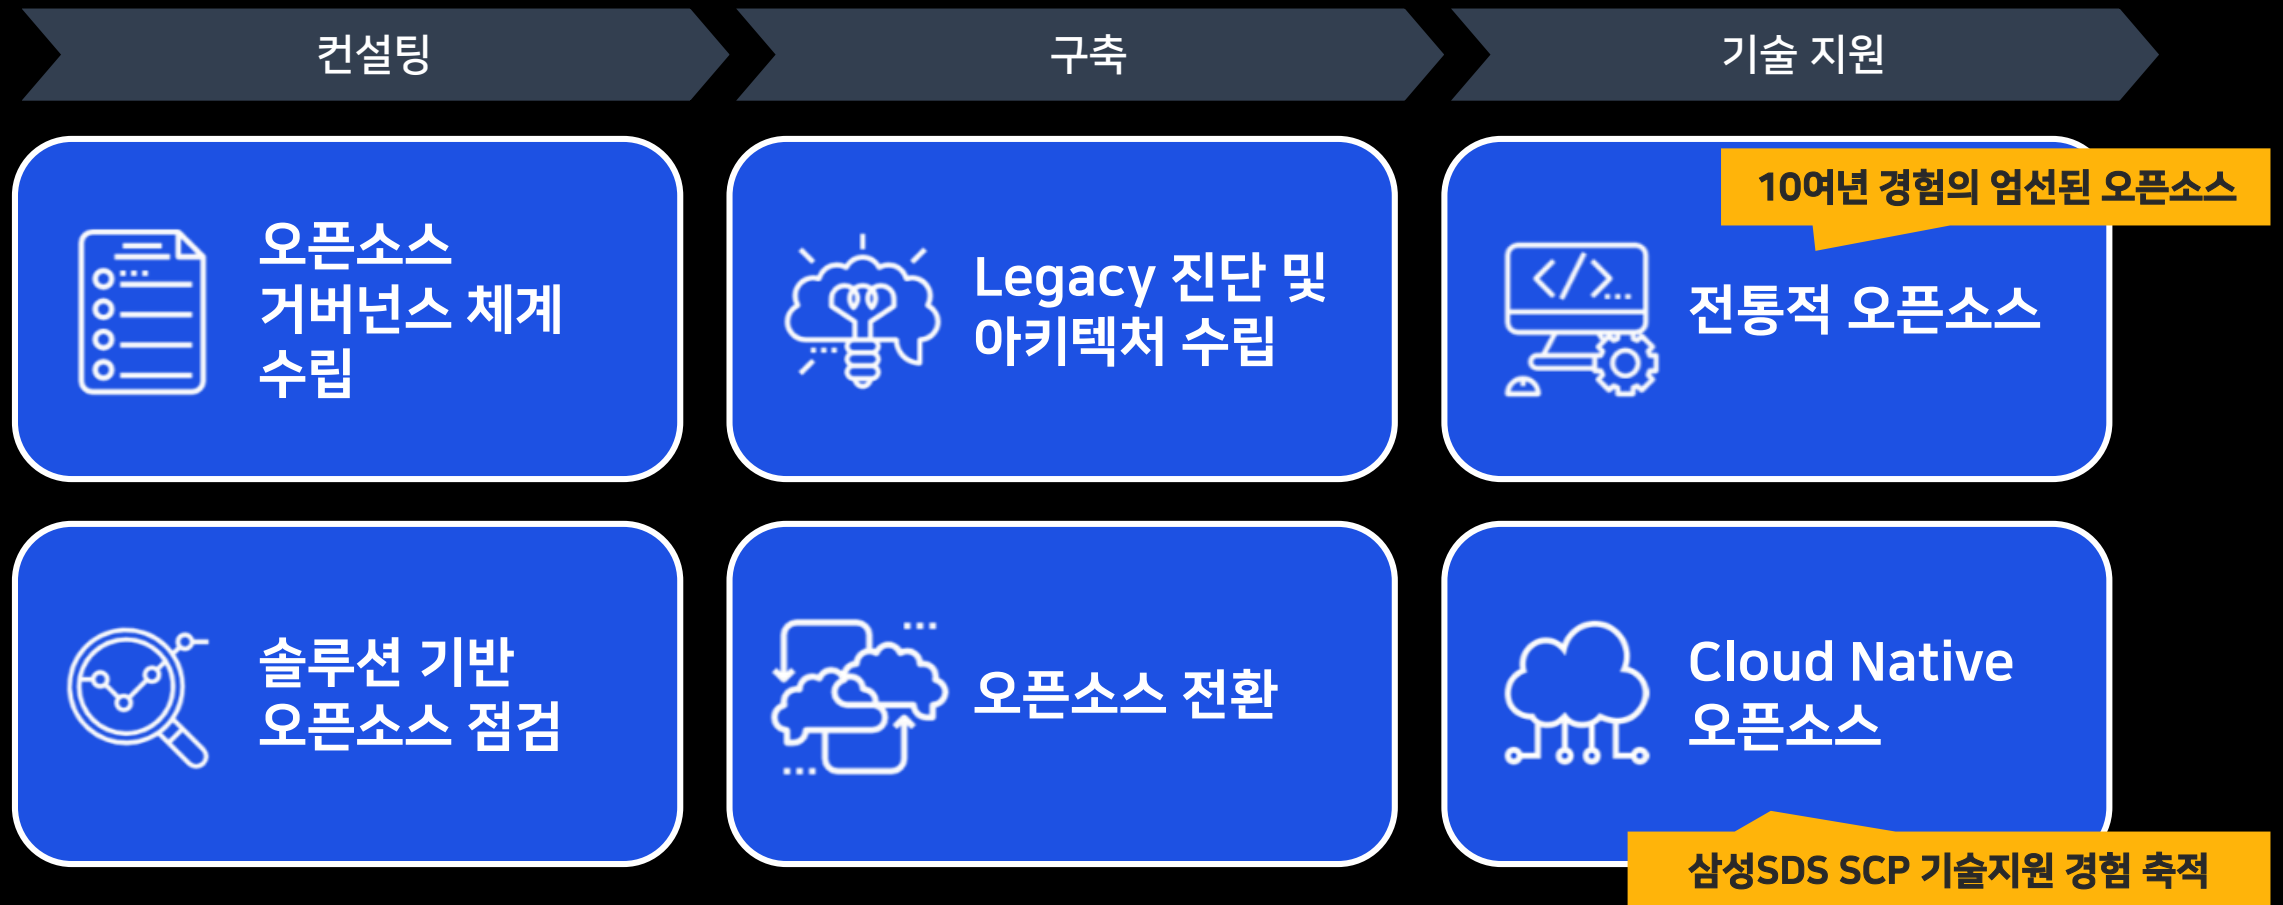 컨설팅
구축
기술 지원
오픈소스
거버넌스 체계
수립
Legacy 진단 및
아키텍처 수립
10여년 경험의 엄선된 오픈소스
전통적 오픈소스
솔루션 기반
오픈소스 점검
오픈소스 전환
Cloud Native
오픈소스
삼성SDS SCP 기술지원 경험 축적